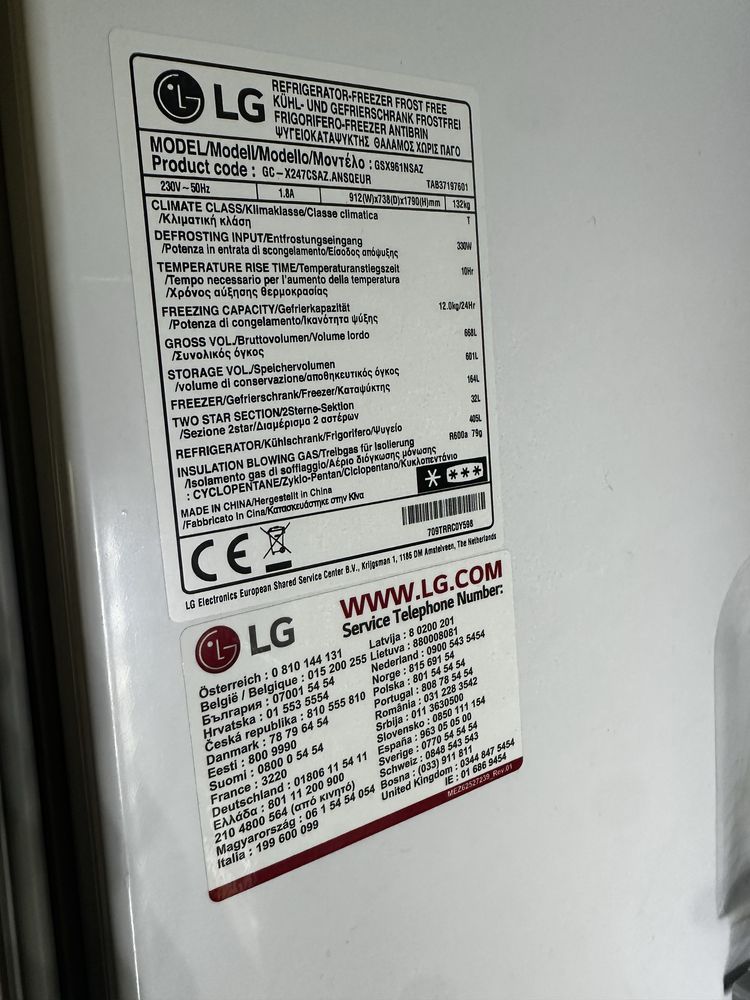 LG
REFRIGERATOR-FREEZER FROST FREE
KÜHL- UND GEFRIERSCHRANK FROSTFREI
FRIGORIFERO-FREEZER ANTIBRIN
ΨΥΓΕΙΟΚΑΤΑΨΥΚΤΗΣ ΘΑΛΑΜΟΣ ΧΩΡΙΣ ΠΑΓΟ
MODEL/Modell/Modello/Μοντέλο : GSX961NSAZ
Product code : GC-X247CSAZ.ANSQEUR TAB37197601
230V~50Hz 1.8A 912(W)x738(D)x1790(H)mm 132kg
CLIMATE CLASS/Klimaklasse/Classe climatica T
/Κλιματική κλάση
DEFROSTING INPUT/Entfrostungseingang 330W
/Potenza in entrata di scongelamento/Είσοδος απόψυξης
TEMPERATURE RISE TIME/Temperaturanstiegszeit 10Hr
/Tempo necessario per l'aumento della temperatura
/Χρόνος αύξησης θερμοκρασίας
FREEZING CAPACITY/Gefrierkapazität 12.0kg/24Hr
/Potenza di congelamento/Ικανότητα ψύξης
GROSS VOL./Bruttovolumen/Volume lordo 668L
/Συνολικός όγκος
STORAGE VOL./Speichervolumen 601L
/volume di conservazione/αποθηκευτικός όγκος
FREEZER/Gefrierschrank/Freezer/Καταψύκτης 164L
TWO STAR SECTION/2Sterne-Sektion 32L
/Sezione 2star/Διαμέρισμα 2 αστέρων
REFRIGERATOR/Kühlschrank/Frigorifero/Ψυγείο 405L
INSULATION BLOWING GAS/Treibgas für Isolierung R600a 79g
/Isolamento gas di soffiaggio/Αέριο διόγκωσης μόνωσης
: CYCLOPENTANE/Zyklo-Pentan/Ciclopentano/Κυκλοπεντάνιο
MADE IN CHINA/Hergestellt in China
/Fabbricato in Cina/Κατασκευάστηκε στην Κίνα
709TRRC0Y598
CE
LG Electronics European Shared Service Center B.V., Krijgsman 1, 1186 DM Amstelveen, The Netherlands
LG
WWW.LG.COM
Service Telephone Number:
Österreich : 0 810 144 131
België / Belgique : 015 200 255
България : 07001 54 54
Hrvatska : 01 553 5554
Česká republika : 810 555 810
Danmark : 78 79 64 54
Eesti : 800 9990
Suomi : 0800 0 54 54
France : 3220
Deutschland : 01806 11 54 11
Ελλάδα : 801 11 200 900
210 4800 564 (από κινητό)
Magyarország : 06 1 54 54 054
Italia : 199 600 099
Latvija : 8 0200 201
Lietuva : 880008081
Nederland : 0900 543 5454
Norge : 815 691 54
Polska : 801 54 54 54
Portugal : 808 78 54 54
România : 031 228 3542
Srbija : 011 3630500
Slovensko : 0850 111 154
España : 963 05 05 00
Sverige : 0770 54 54 54
Schweiz : 0848 543 543
Bosna : (033) 911 811
United Kingdom : 0344 847 5454
IE : 01 686 9454
MEZ62527239_Rev.01